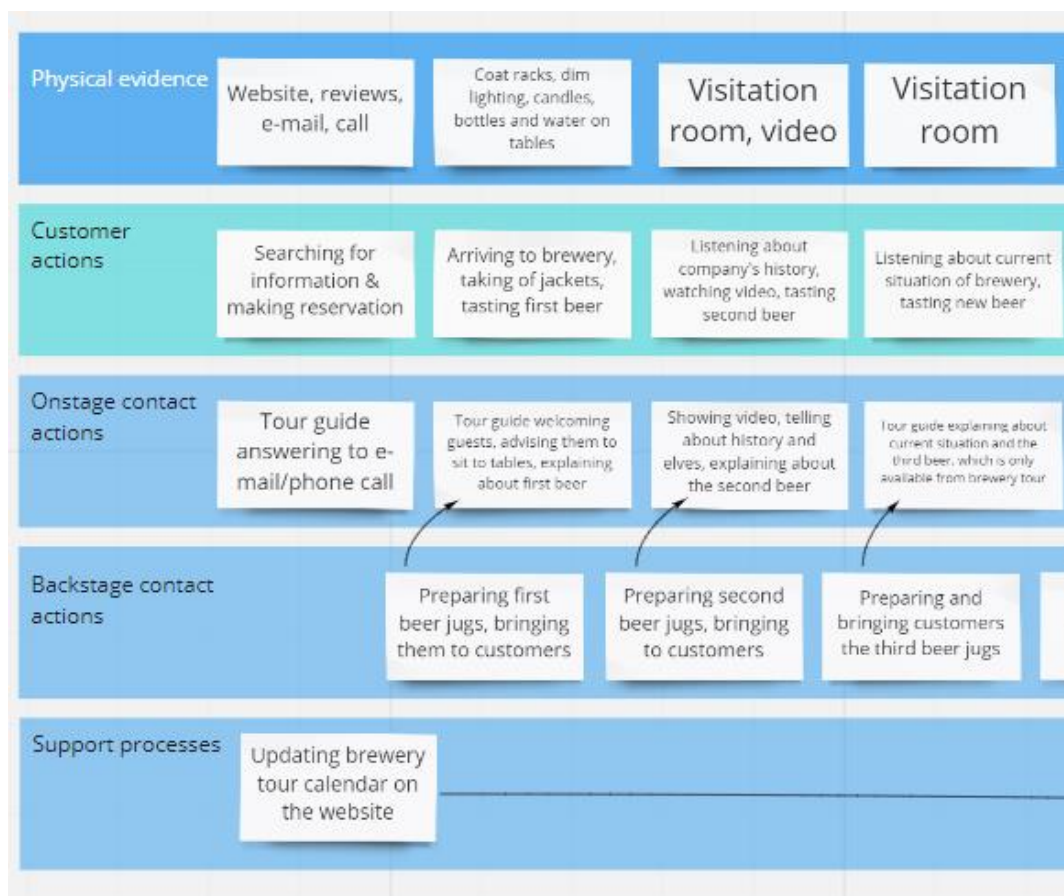 Physical evidence
Website, reviews,
e-mail, call
Coat racks, dim
lighting, candles,
bottles and water on
tables
Visitation
room, video
Visitation
room
Customer
actions
Searching for
information &
making reservation
Arriving to brewery,
taking of jackets,
tasting first beer
Listening about
company's history,
watching video, tasting
second beer
Listening about current
situation of brewery,
tasting new beer
Onstage contact
actions
Tour guide
answering to e-
mail/phone call
Tour guide welcoming
guests, advising them to
sit to tables, explaining
about first beer
Showing video, telling
about history and
elves, explaining about
the second beer
Tour guide explaining about
current situation and the
third beer, which is only
available from brewery tour
Backstage contact
actions
Preparing first
beer jugs, bringing
them to customers
Preparing second
beer jugs, bringing
to customers
Preparing and
bringing customers
the third beer jugs
Support processes
Updating brewery
tour calendar on
the website